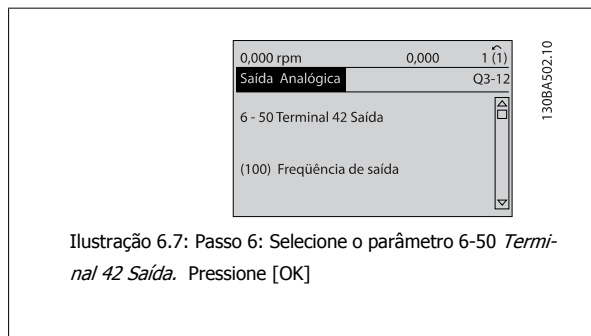 0,000 rpm 0,000 1 (1)
Saída Analógica Q3-12
6 - 50 Terminal 42 Saída
(100) Freqüência de saída
130BA502.10
Ilustração 6.7: Passo 6: Selecione o parâmetro 6-50 Termi-
nal 42 Saída. Pressione [OK]